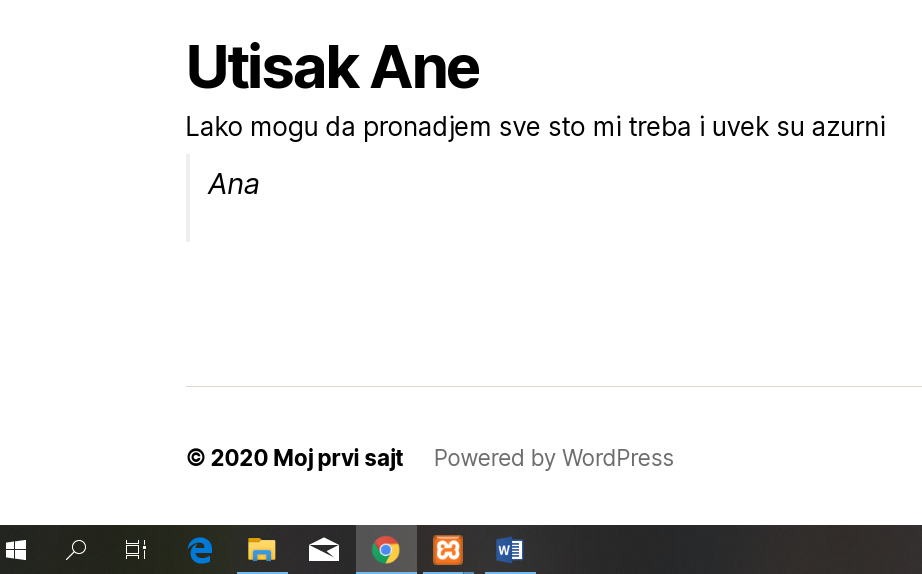 Utisak Ane
Lako mogu da pronadjem sve sto mi treba i uvek su azurni
Ana
© 2020 Moj prvi sajt Powered by WordPress